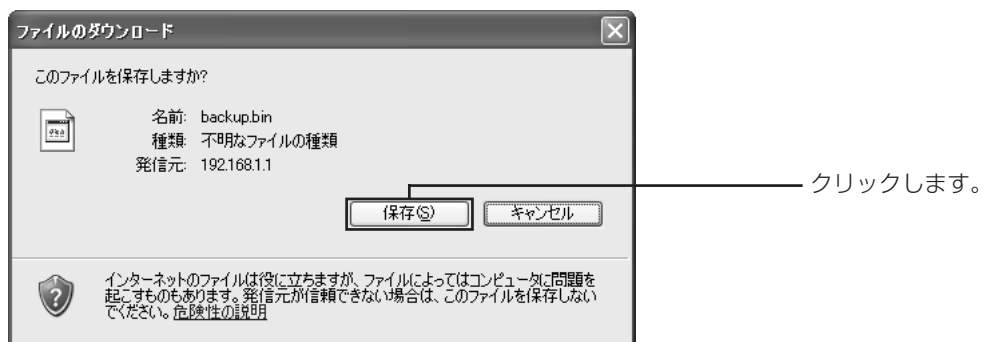 ファイルのダウンロード
このファイルを保存しますか?
名前: backup.bin
種類: 不明なファイルの種類
発信元: 192.168.1.1
クリックします。
保存(S) キャンセル
インターネットのファイルは役に立ちますが、ファイルによってはコンピュータに問題を
起こすものもあります。発信元が信頼できない場合は、このファイルを保存しない
でください。危険性の説明